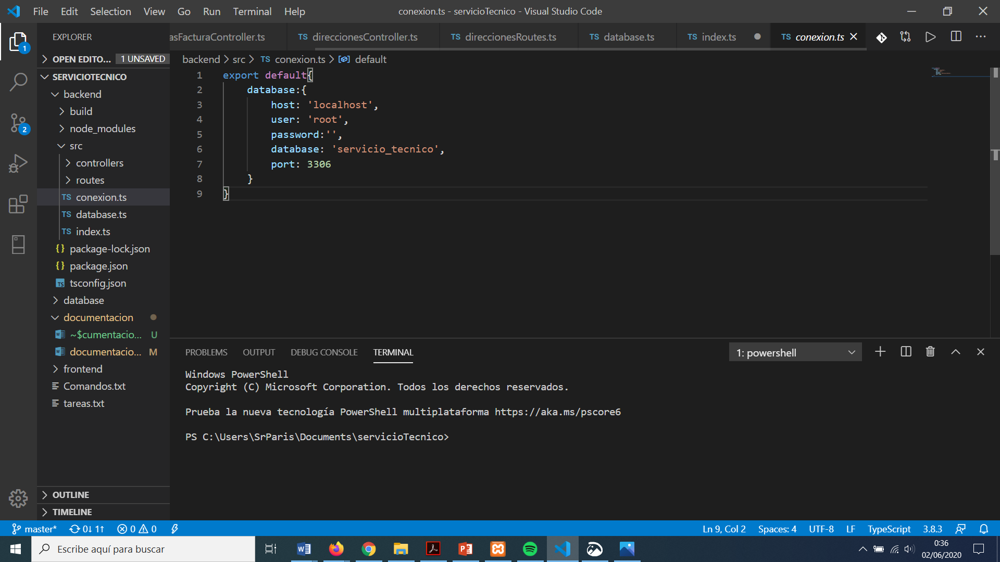 File Edit Selection View Go Run Terminal Help
conexion.ts - servicioTecnico - Visual Studio Code
EXPLORER
1
OPEN EDITO... 1 UNSAVED
SERVICIOTECNICO
backend
build
node_modules
2
src
controllers
routes
TS conexion.ts
TS database.ts
TS index.ts
{} package-lock.json
{} package.json
TS tsconfig.json
database
documentacion
~$cumentacio... U
documentacio... M
frontend
Comandos.txt
tareas.txt
OUTLINE
TIMELINE
asFacturaController.ts TS direccionesController.ts TS direccionesRoutes.ts TS database.ts TS index.ts TS conexion.ts
backend > src > TS conexion.ts > default
1 export default{
2 database:{
3 host: 'localhost',
4 user: 'root',
5 password:'',
6 database: 'servicio_tecnico',
7 port: 3306
8 }
9 }
PROBLEMS OUTPUT DEBUG CONSOLE TERMINAL
1: powershell
Windows PowerShell
Copyright (C) Microsoft Corporation. Todos los derechos reservados.
Prueba la nueva tecnología PowerShell multiplataforma https://aka.ms/pscore6
PS C:\Users\SrParis\Documents\servicioTecnico>
master* 0↓ 1↑ 0 0
Ln 9, Col 2 Spaces: 4 UTF-8 LF TypeScript 3.8.3
Escribe aquí para buscar
0:36
02/06/2020